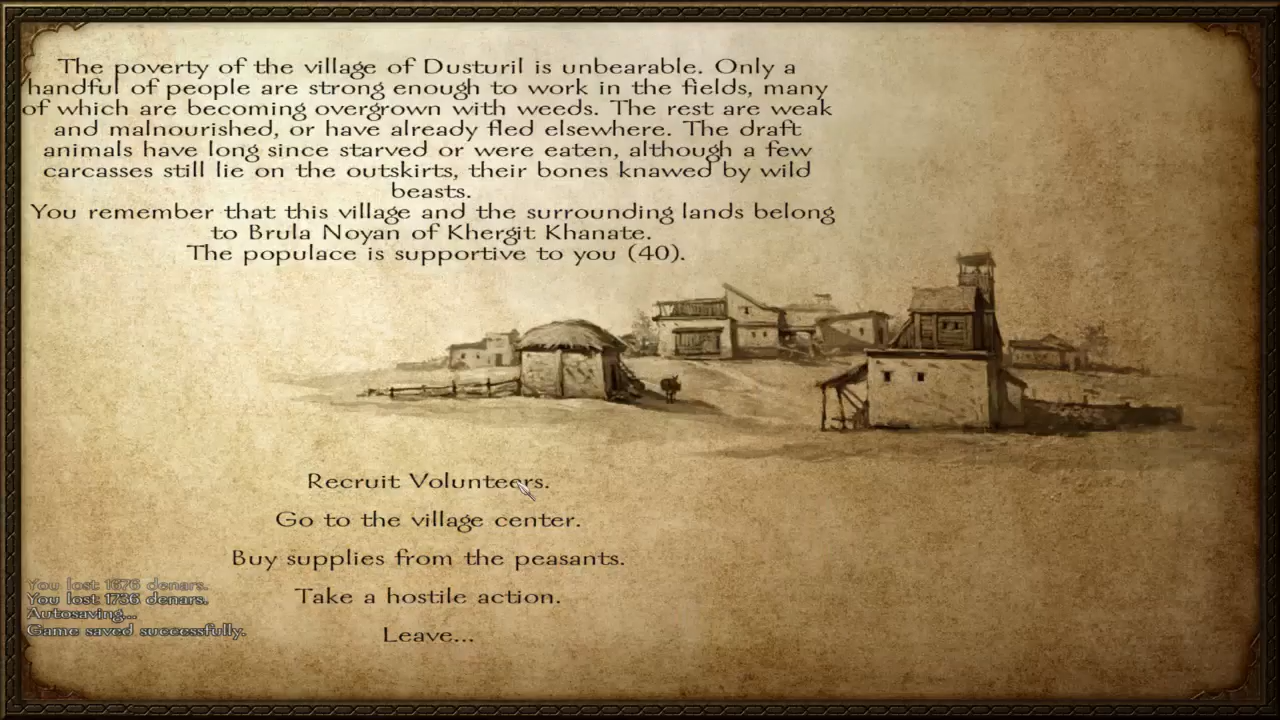 The poverty of the village of Dusturil is unbearable. Only a
handful of people are strong enough to work in the fields, many
of which are becoming overgrown with weeds. The rest are weak
and malnourished, or have already fled elsewhere. The draft
animals have long since starved or were eaten, although a few
carcasses still lie on the outskirts, their bones knawed by wild
beasts.
You remember that this village and the surrounding lands belong
to Brula Noyan of Khergit Khanate.
The populace is supportive to you (40).
Recruit Volunteers.
Go to the village center.
Buy supplies from the peasants.
Take a hostile action.
Leave...
You lost 1676 denars.
You lost 1736 denars.
Autosaving...
Game saved successfully.